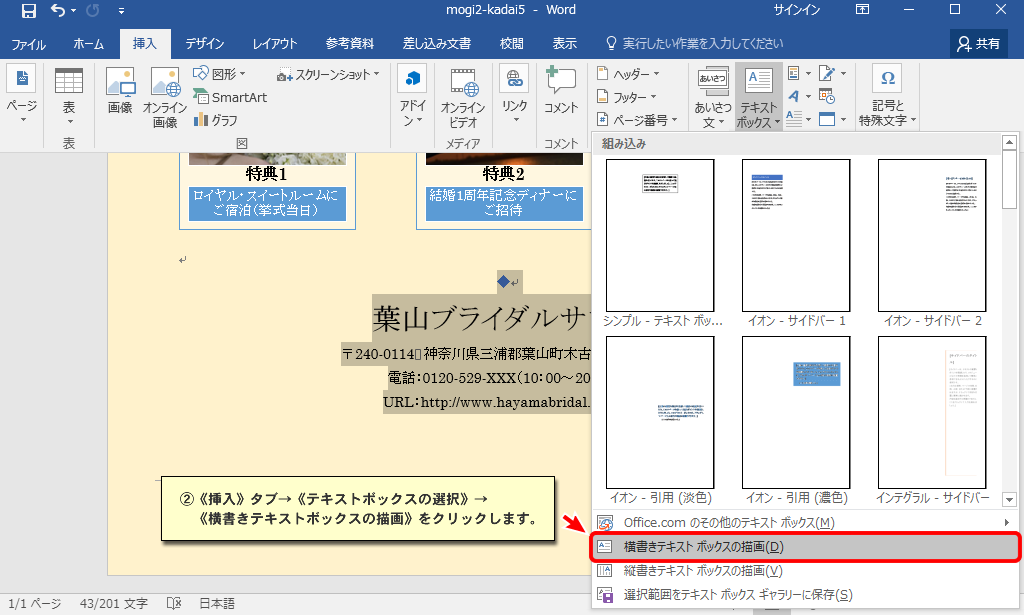 mogi2-kadai5 - Word
サインイン
ファイル
ホーム
挿入
デザイン
レイアウト
参考資料
差し込み文書
校閲
表示
実行したい作業を入力してください
共有
ページ
表
画像
オンライン
画像
図形
SmartArt
グラフ
スクリーンショット
アドイ
ン
オンライン
ビデオ
リンク
コメント
ヘッダー
フッター
ページ番号
あいさつ
あいさつ
文
テキスト
ボックス
記号と
特殊文字
表
図
メディア
コメント
組み込み
特典1
ロイヤル・スイートルームに
ご宿泊(挙式当日)
特典2
結婚1周年記念ディナーに
ご招待
葉山ブライダルサ
〒240-0114 神奈川県三浦郡葉山町木古
電話:0120-529-XXX(10:00~20
URL:http://www.hayamabridal.
シンプル - テキスト ボッ...
イオン - サイドバー 1
イオン - サイドバー 2
イオン - 引用 (淡色)
イオン - 引用 (濃色)
インテグラル - サイドバー
②《挿入》タブ→《テキストボックスの選択》→
《横書きテキストボックスの描画》をクリックします。
Office.com のその他のテキスト ボックス(M)
横書きテキスト ボックスの描画(D)
縦書きテキスト ボックスの描画(V)
選択範囲をテキスト ボックス ギャラリーに保存(S)
1/1 ページ
43/201 文字
日本語